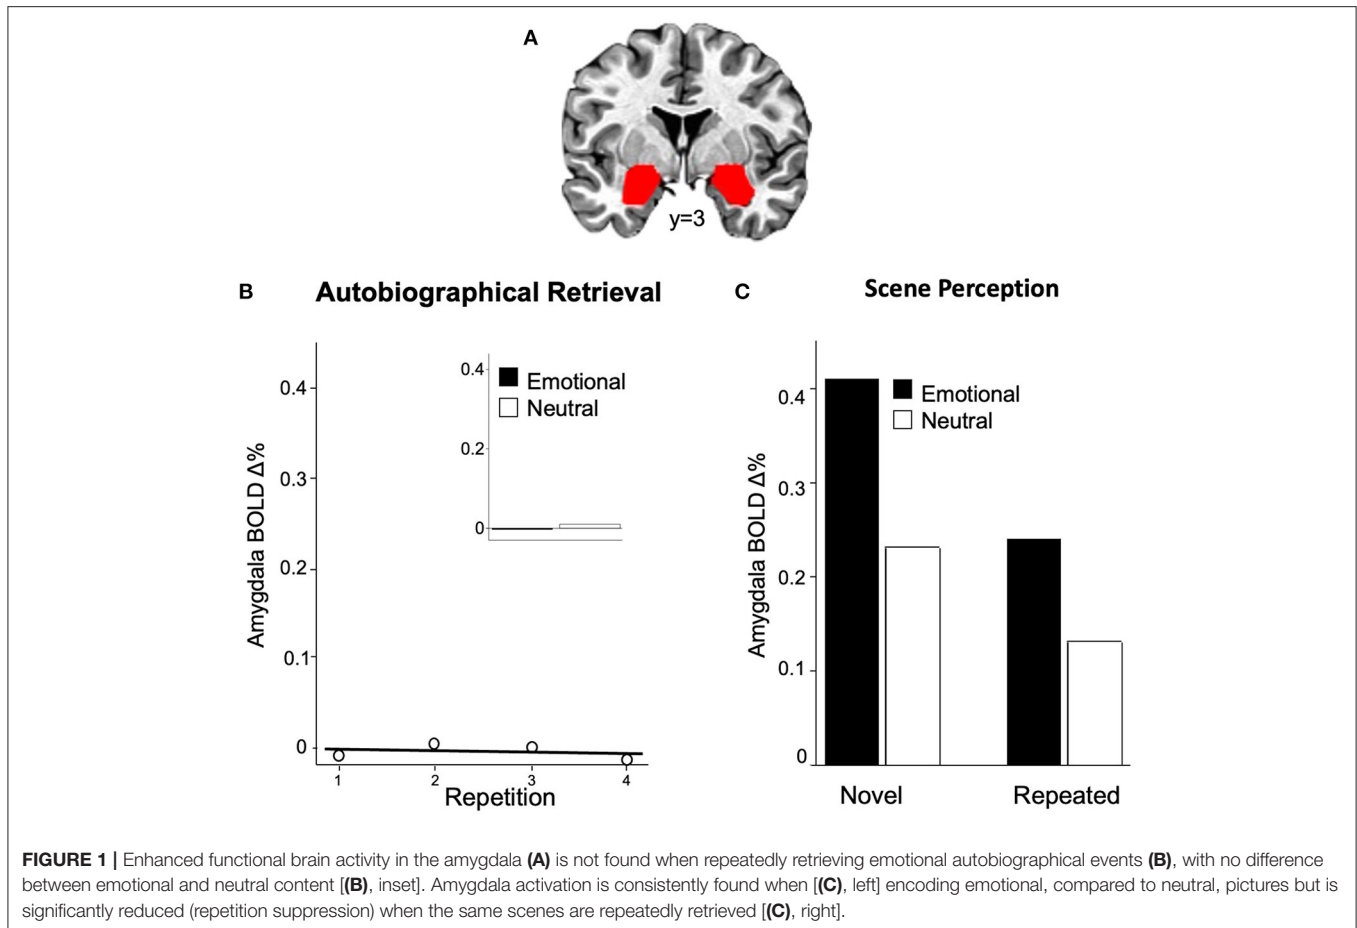 A
y=3
B
Autobiographical Retrieval
0.4
0.3
0.2
0.1
0
Amygdala BOLD Δ%
0.4
0.2
0
Emotional
Neutral
1
2
3
4
Repetition
C
Scene Perception
0.4
0.3
0.2
0.1
0
Amygdala BOLD Δ%
Emotional
Neutral
Novel
Repeated
FIGURE 1 | Enhanced functional brain activity in the amygdala (A) is not found when repeatedly retrieving emotional autobiographical events (B), with no difference
between emotional and neutral content [(B), inset]. Amygdala activation is consistently found when [(C), left] encoding emotional, compared to neutral, pictures but is
significantly reduced (repetition suppression) when the same scenes are repeatedly retrieved [(C), right].